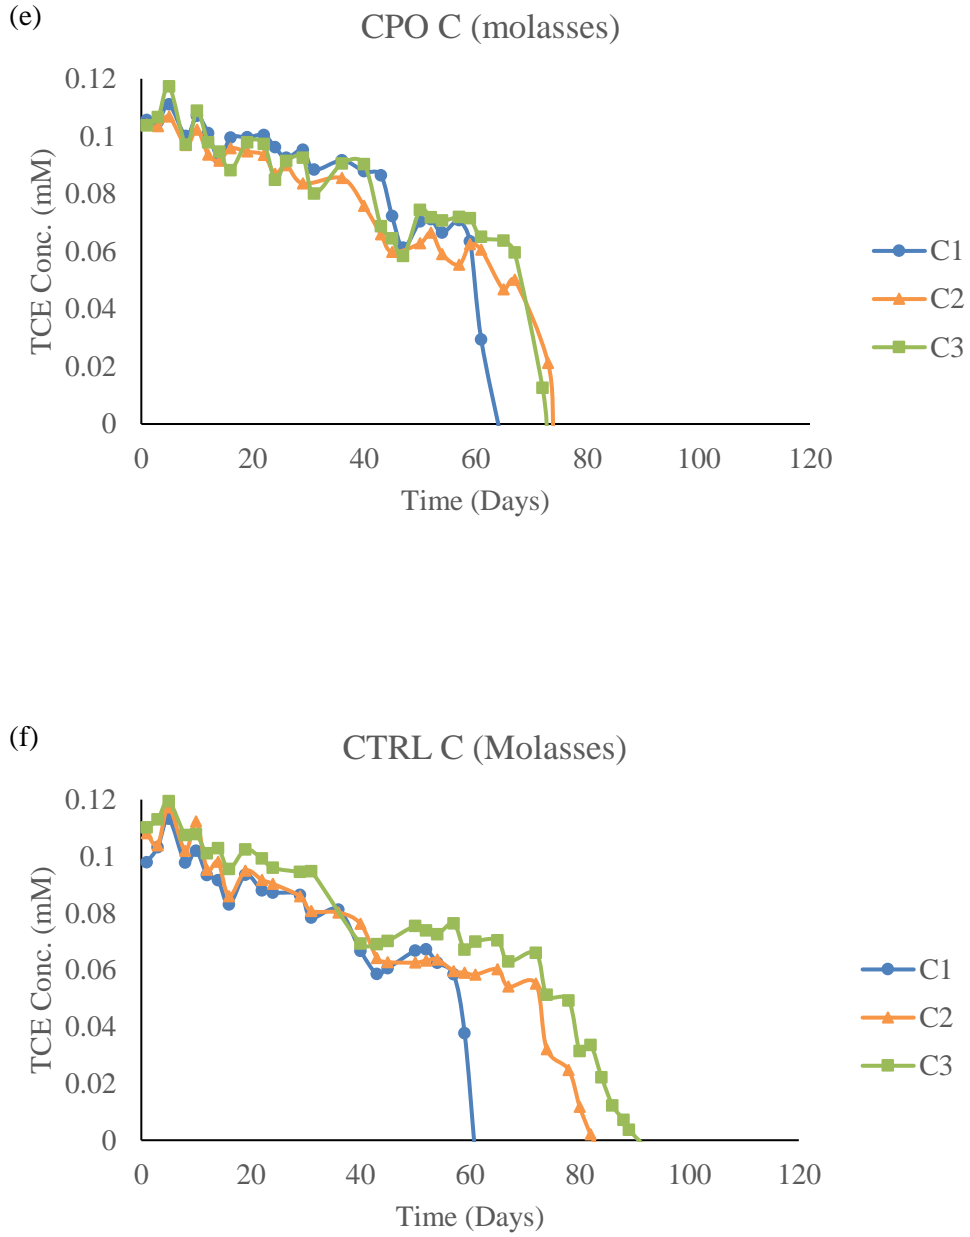 (e)
CPO C (molasses)
0.12
0.1
0.08
0.06
0.04
0.02
0
TCE Conc. (mM)
0 20 40 60 80 100 120
Time (Days)
C1
C2
C3
(f)
CTRL C (Molasses)
0.12
0.1
0.08
0.06
0.04
0.02
0
TCE Conc. (mM)
0 20 40 60 80 100 120
Time (Days)
C1
C2
C3